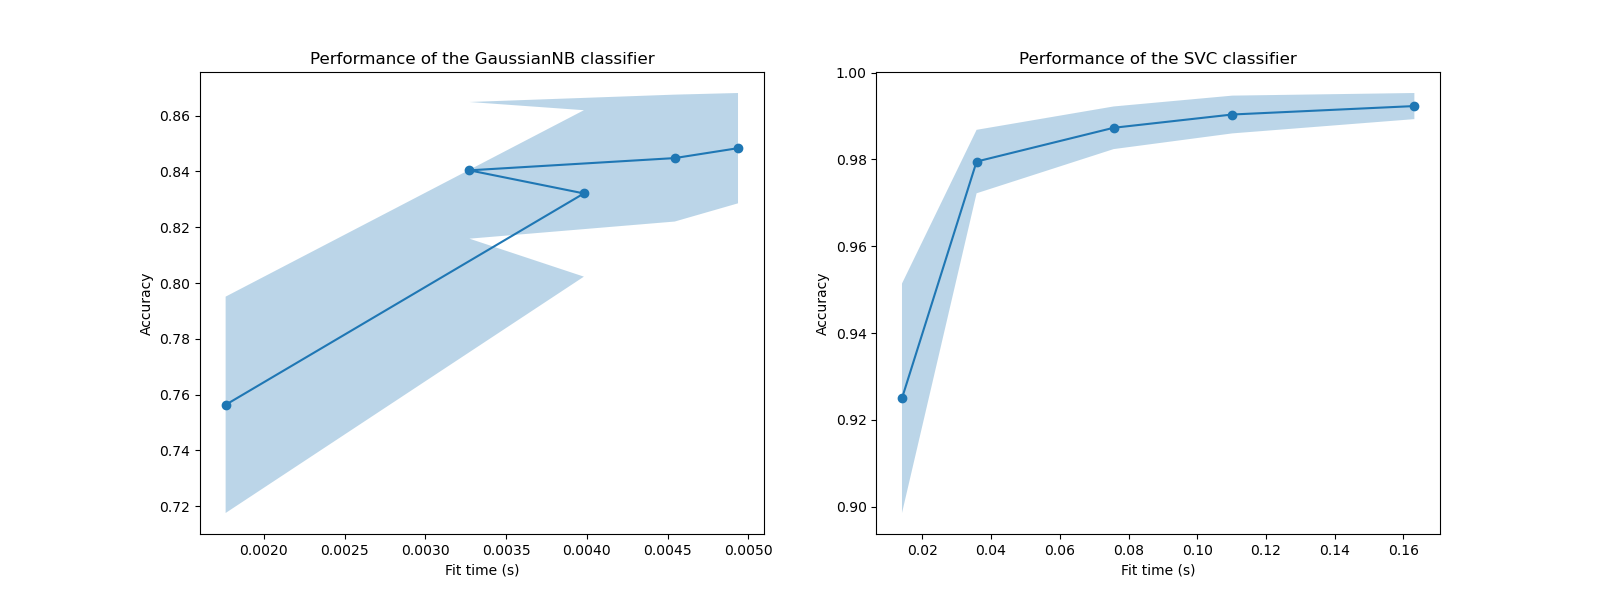 Performance of the GaussianNB classifier
Accuracy
0.86
0.84
0.82
0.80
0.78
0.76
0.74
0.72
0.0020 0.0025 0.0030 0.0035 0.0040 0.0045 0.0050
Fit time (s)
Performance of the SVC classifier
Accuracy
1.00
0.98
0.96
0.94
0.92
0.90
0.02 0.04 0.06 0.08 0.10 0.12 0.14 0.16
Fit time (s)